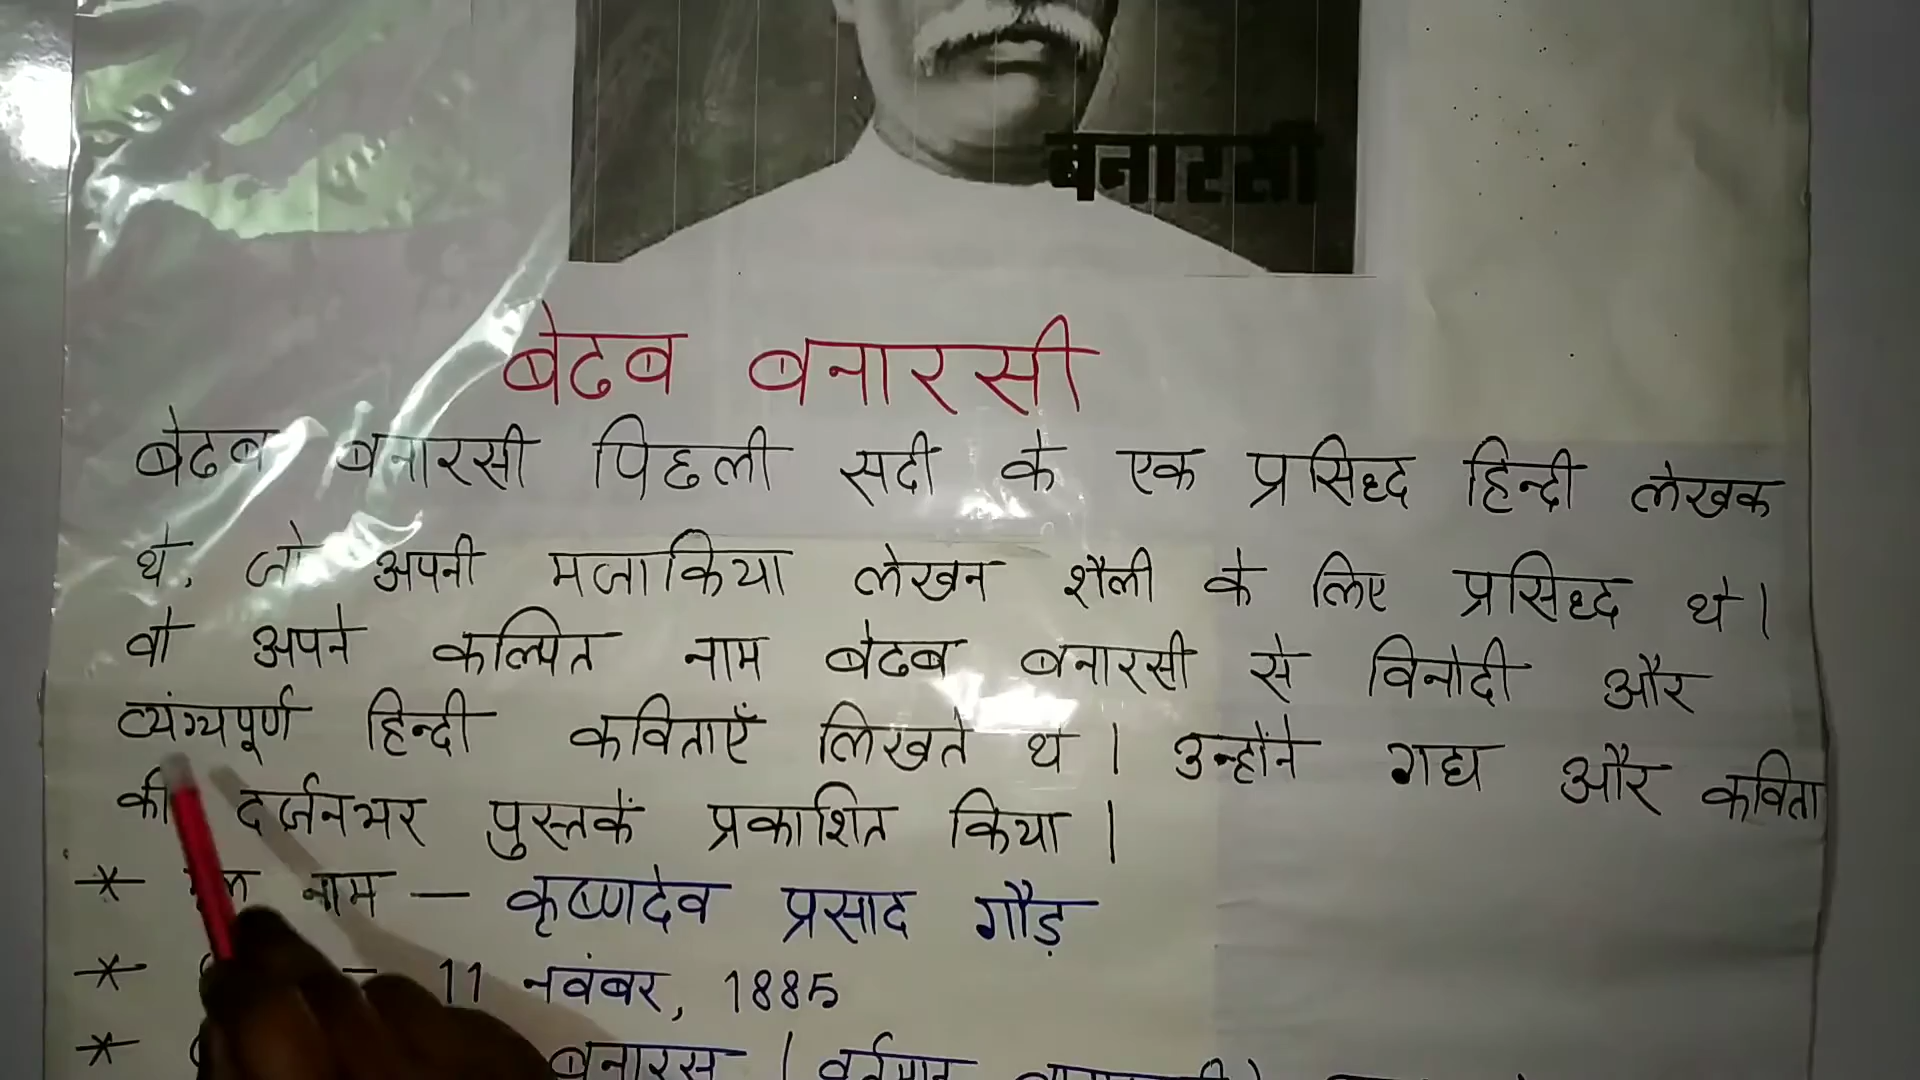 बनारसी
बेढब बनारसी
बेढब बनारसी पिछली सदी के एक प्रसिध्द हिन्दी लेखक
थे, जो अपनी मजाकिया लेखन शैली के लिए प्रसिध्द थे।
वो अपने कल्पित नाम बेढब बनारसी से विनोदी और
व्यंग्यपूर्ण हिन्दी कविताएँ लिखते थे । उन्होंने गद्य और कविता
की दर्जनभर पुस्तकें प्रकाशित किया ।
* नाम — कृष्णदेव प्रसाद गौड़
* – 11 नवंबर, 1885
* बनारस (वर्तमान